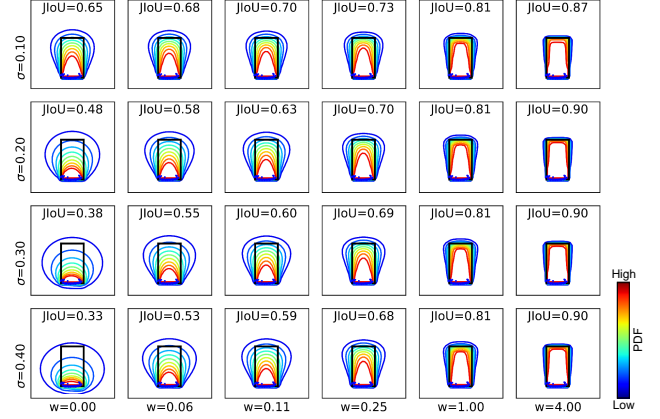 JIoU=0.65 JIoU=0.68 JIoU=0.70 JIoU=0.73 JIoU=0.81 JIoU=0.87
σ=0.10
JIoU=0.48 JIoU=0.58 JIoU=0.63 JIoU=0.70 JIoU=0.81 JIoU=0.90
σ=0.20
JIoU=0.38 JIoU=0.55 JIoU=0.60 JIoU=0.69 JIoU=0.81 JIoU=0.90
σ=0.30
High
JIoU=0.33 JIoU=0.53 JIoU=0.59 JIoU=0.68 JIoU=0.81 JIoU=0.90
σ=0.40
PDF
Low
w=0.00 w=0.06 w=0.11 w=0.25 w=1.00 w=4.00